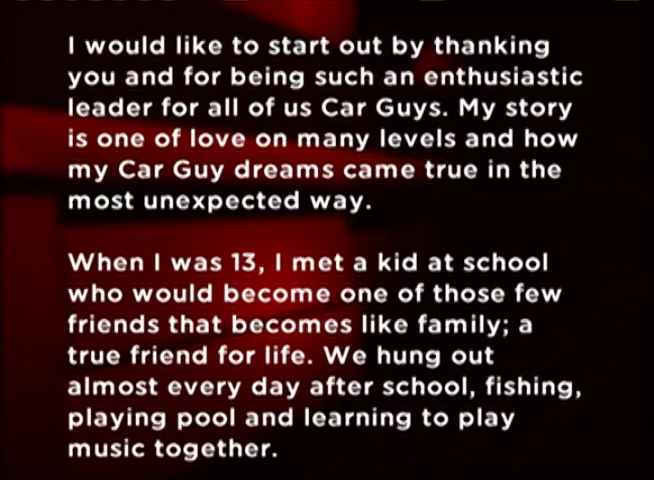 I would like to start out by thanking
you and for being such an enthusiastic
leader for all of us Car Guys. My story
is one of love on many levels and how
my Car Guy dreams came true in the
most unexpected way.
When I was 13, I met a kid at school
who would become one of those few
friends that becomes like family; a
true friend for life. We hung out
almost every day after school, fishing,
playing pool and learning to play
music together.